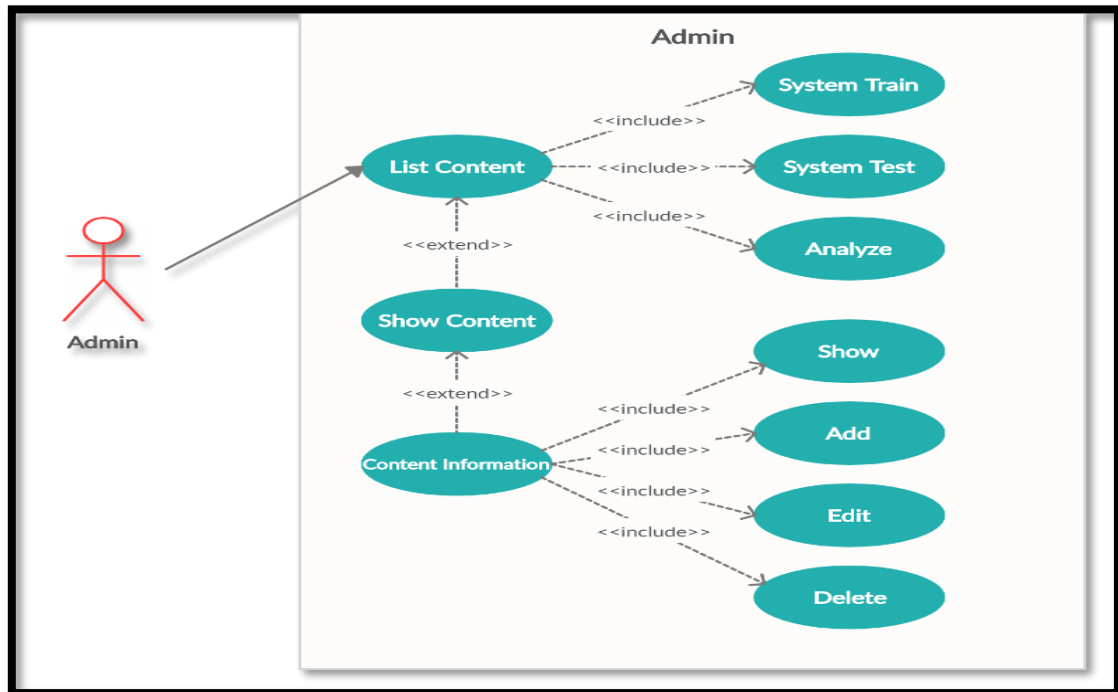 Admin
System Train
<<include>>
List Content
<<include>>
System Test
<<include>>
Analyze
<<extend>>
Admin
Show Content
Show
<<extend>>
<<include>>
Add
<<include>>
Content Information
<<include>>
Edit
<<include>>
Delete